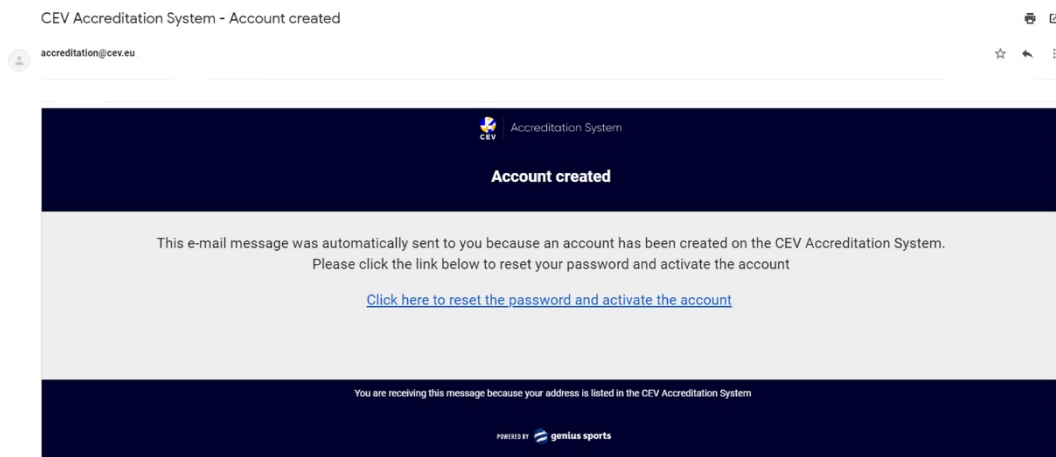 CEV Accreditation System - Account created
accreditation@cev.eu
CEV Accreditation System
Account created
This e-mail message was automatically sent to you because an account has been created on the CEV Accreditation System.
Please click the link below to reset your password and activate the account
Click here to reset the password and activate the account
You are receiving this message because your address is listed in the CEV Accreditation System
POWERED BY genius sports